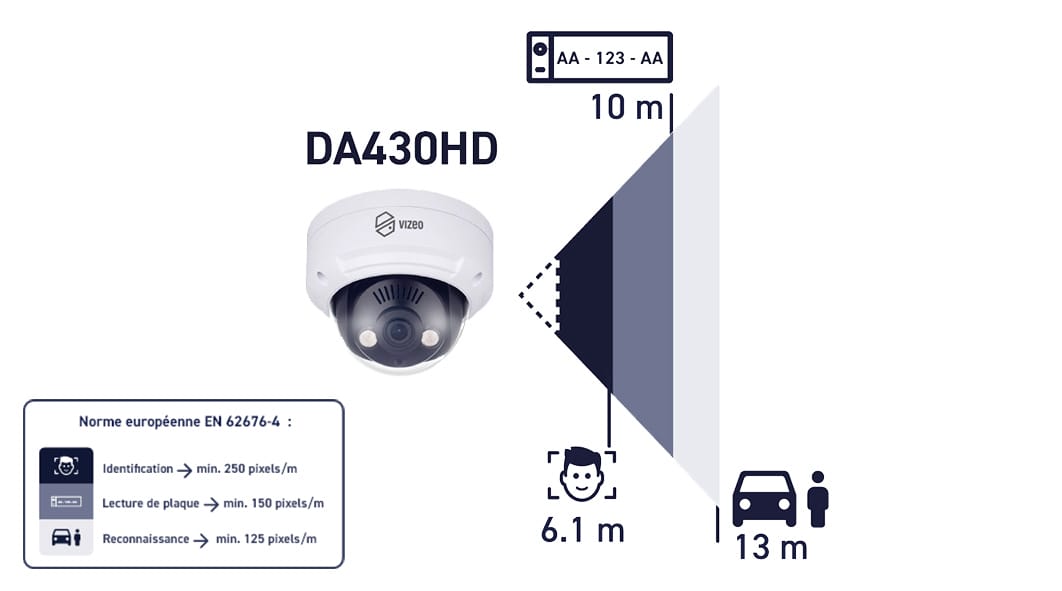 AA - 123 - AA
10 m
DA430HD
VIZEO
Norme européenne EN 62676-4 :
Identification → min. 250 pixels/m
Lecture de plaque → min. 150 pixels/m
Reconnaissance → min. 125 pixels/m
6.1 m
13 m